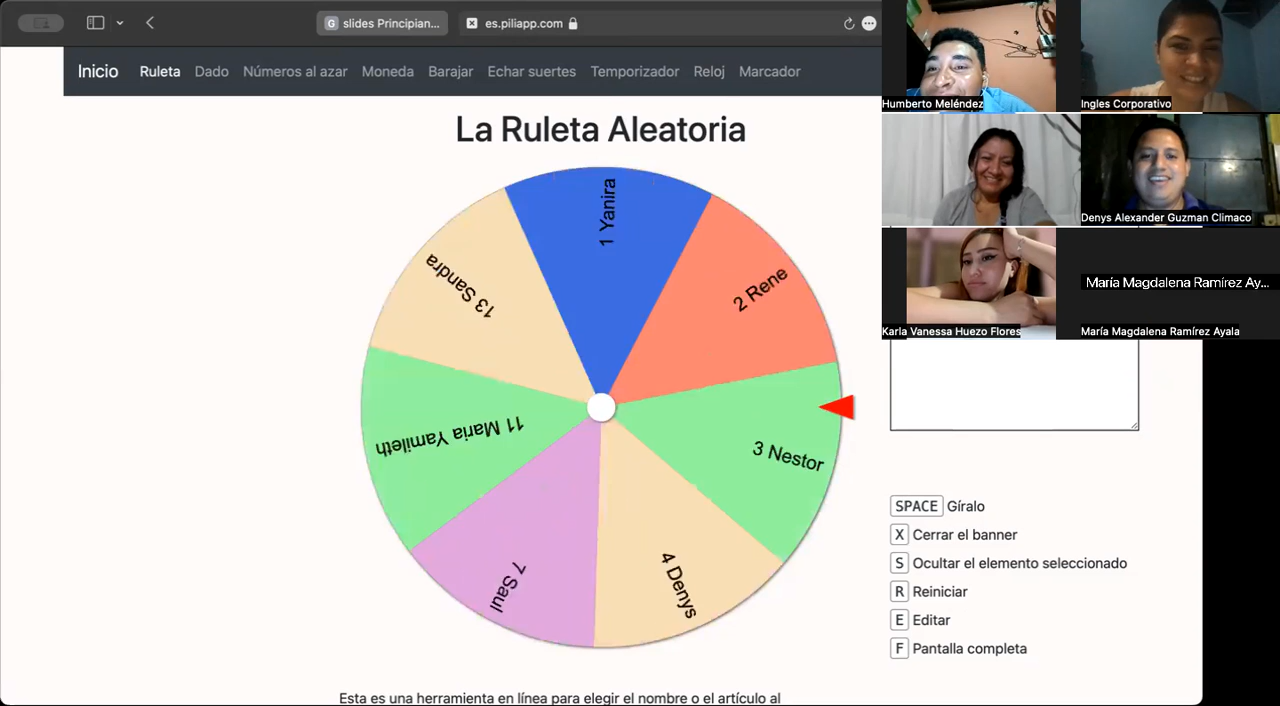 slides Principian...
es.piliapp.com
Inicio Ruleta Dado Números al azar Moneda Barajar Echar suertes Temporizador Reloj Marcador
La Ruleta Aleatoria
1 Yanira
2 Rene
3 Nestor
4 Denys
7 Saul
11 Maria Yamileth
13 Sandra
Humberto Meléndez
Ingles Corporativo
Denys Alexander Guzman Climaco
Karla Vanessa Huezo Flores
María Magdalena Ramírez Ay...
María Magdalena Ramírez Ayala
SPACE Gíralo
X Cerrar el banner
S Ocultar el elemento seleccionado
R Reiniciar
E Editar
F Pantalla completa
Esta es una herramienta en línea para elegir el nombre o el artículo al